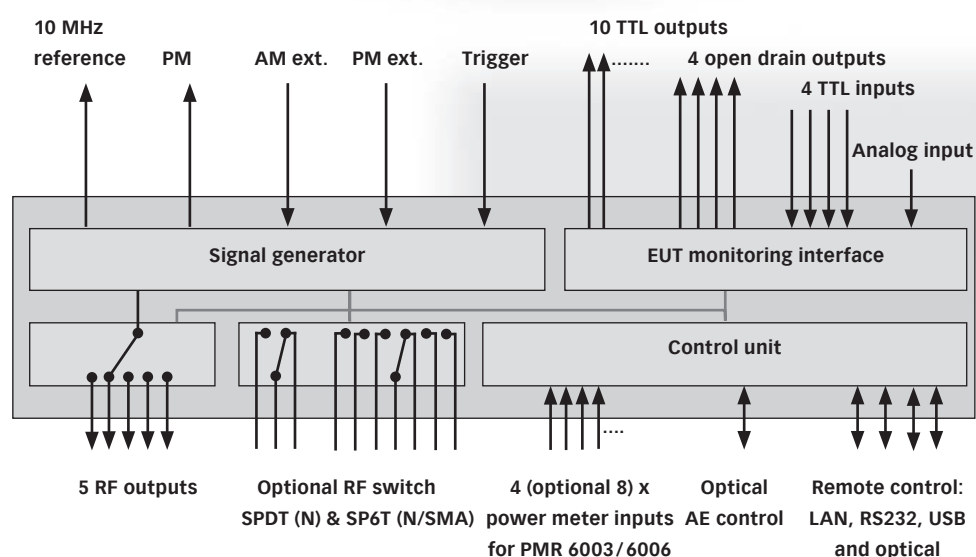 10 MHz
reference
PM
AM ext.
PM ext.
Trigger
10 TTL outputs
.......
4 open drain outputs
4 TTL inputs
Analog input
Signal generator
EUT monitoring interface
Control unit
....
5 RF outputs
Optional RF switch
SPDT (N) & SP6T (N/SMA)
4 (optional 8) x
power meter inputs
for PMR 6003/6006
Optical
AE control
Remote control:
LAN, RS232, USB
and optical